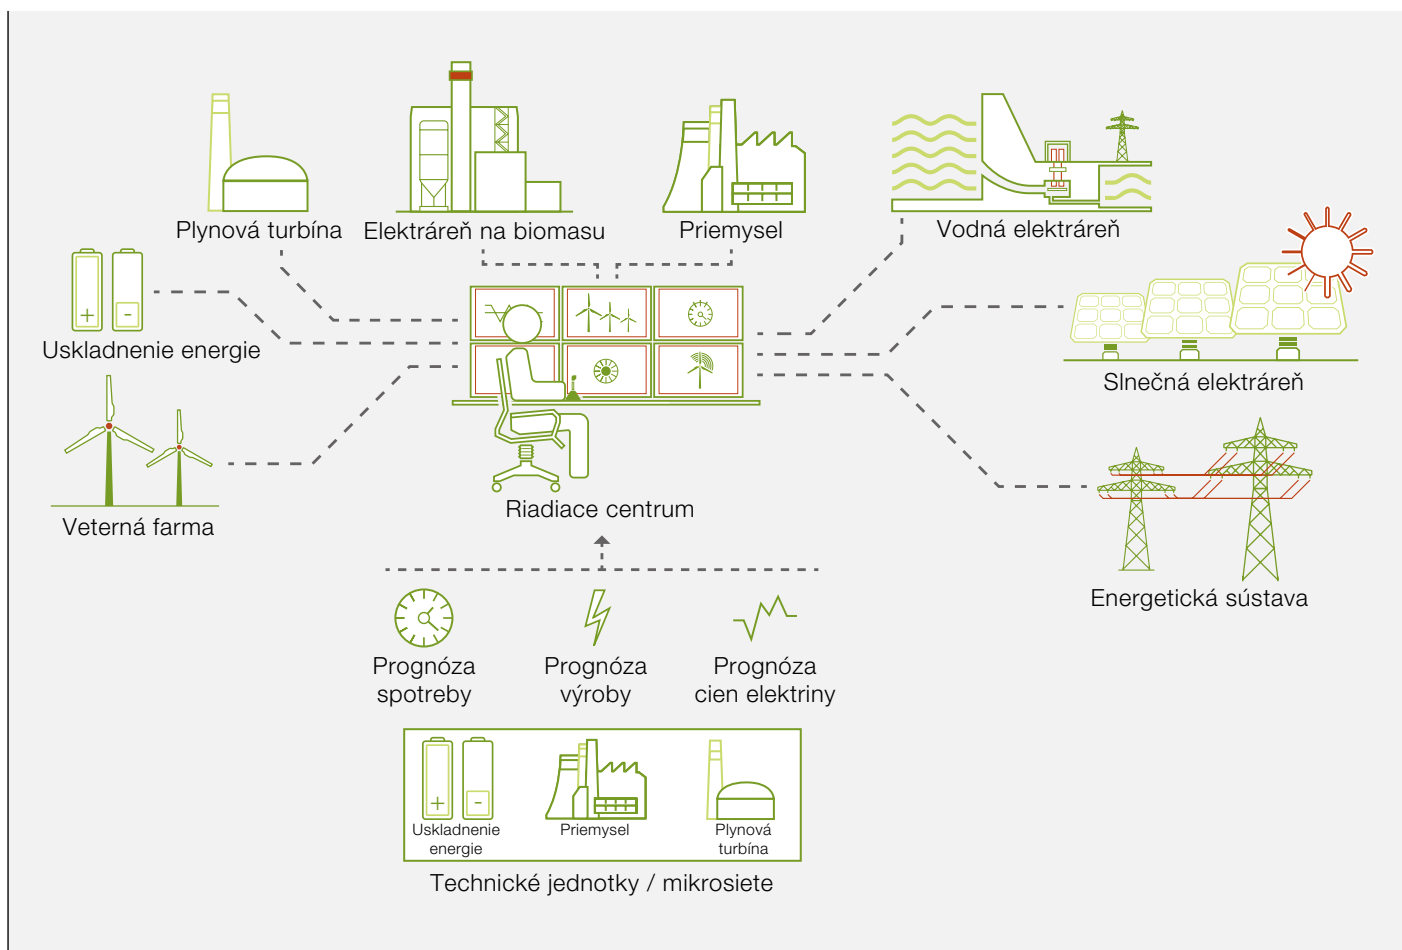 Plynová turbína
Elektráreň na biomasu
Priemysel
Vodná elektráreň
Uskladnenie energie
Slnečná elektráreň
Veterná farma
Riadiace centrum
Energetická sústava
Prognóza
spotreby
Prognóza
výroby
Prognóza
cien elektriny
+
-
Uskladnenie
energie
Priemysel
Plynová
turbína
Technické jednotky / mikrosiete